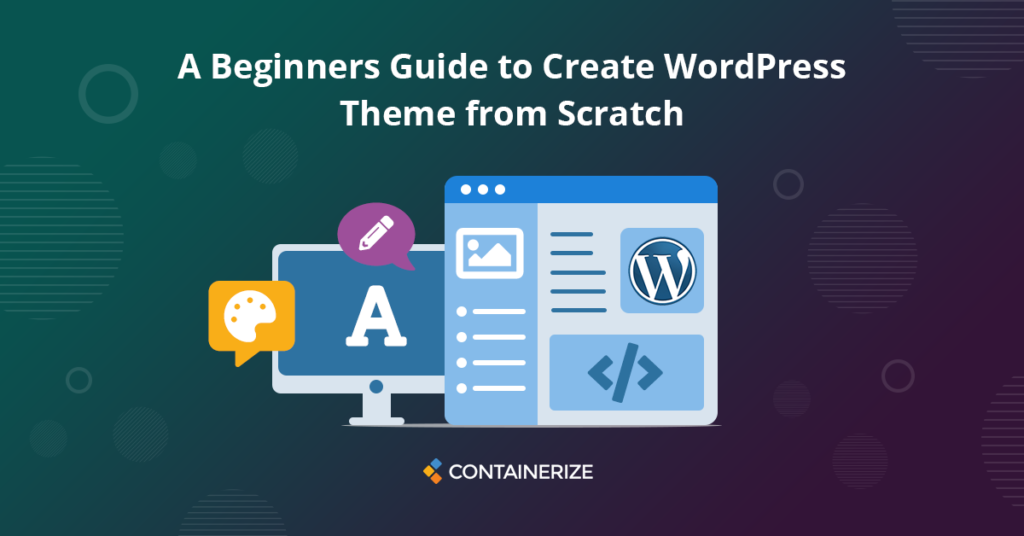 A Beginners Guide to Create WordPress
Theme from Scratch
A
W
</>
CONTAINERIZE